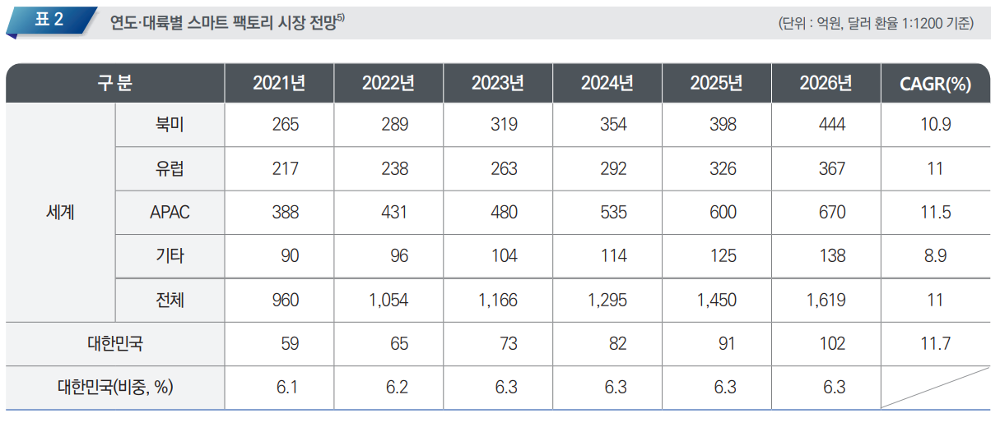 표 2 연도·대륙별 스마트 팩토리 시장 전망5) (단위 : 억원, 달러 환율 1:1200 기준)
구 분 2021년 2022년 2023년 2024년 2025년 2026년 CAGR(%)
북미 265 289 319 354 398 444 10.9
유럽 217 238 263 292 326 367 11
세계 APAC 388 431 480 535 600 670 11.5
기타 90 96 104 114 125 138 8.9
전체 960 1,054 1,166 1,295 1,450 1,619 11
대한민국 59 65 73 82 91 102 11.7
대한민국(비중, %) 6.1 6.2 6.3 6.3 6.3 6.3